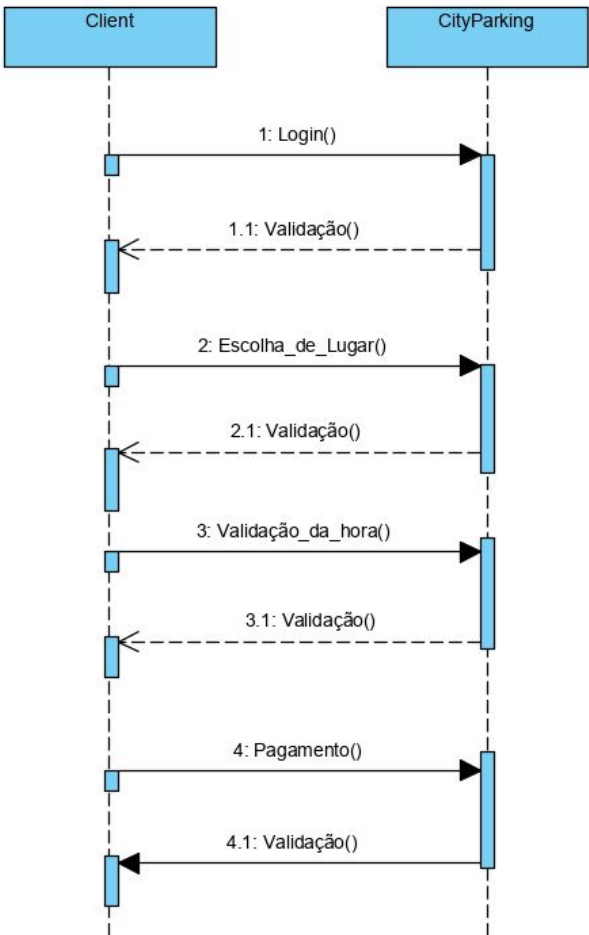 Client
CityParking
1: Login()
1.1: Validação()
2: Escolha_de_Lugar()
2.1: Validação()
3: Validação_da_hora()
3.1: Validação()
4: Pagamento()
4.1: Validação()